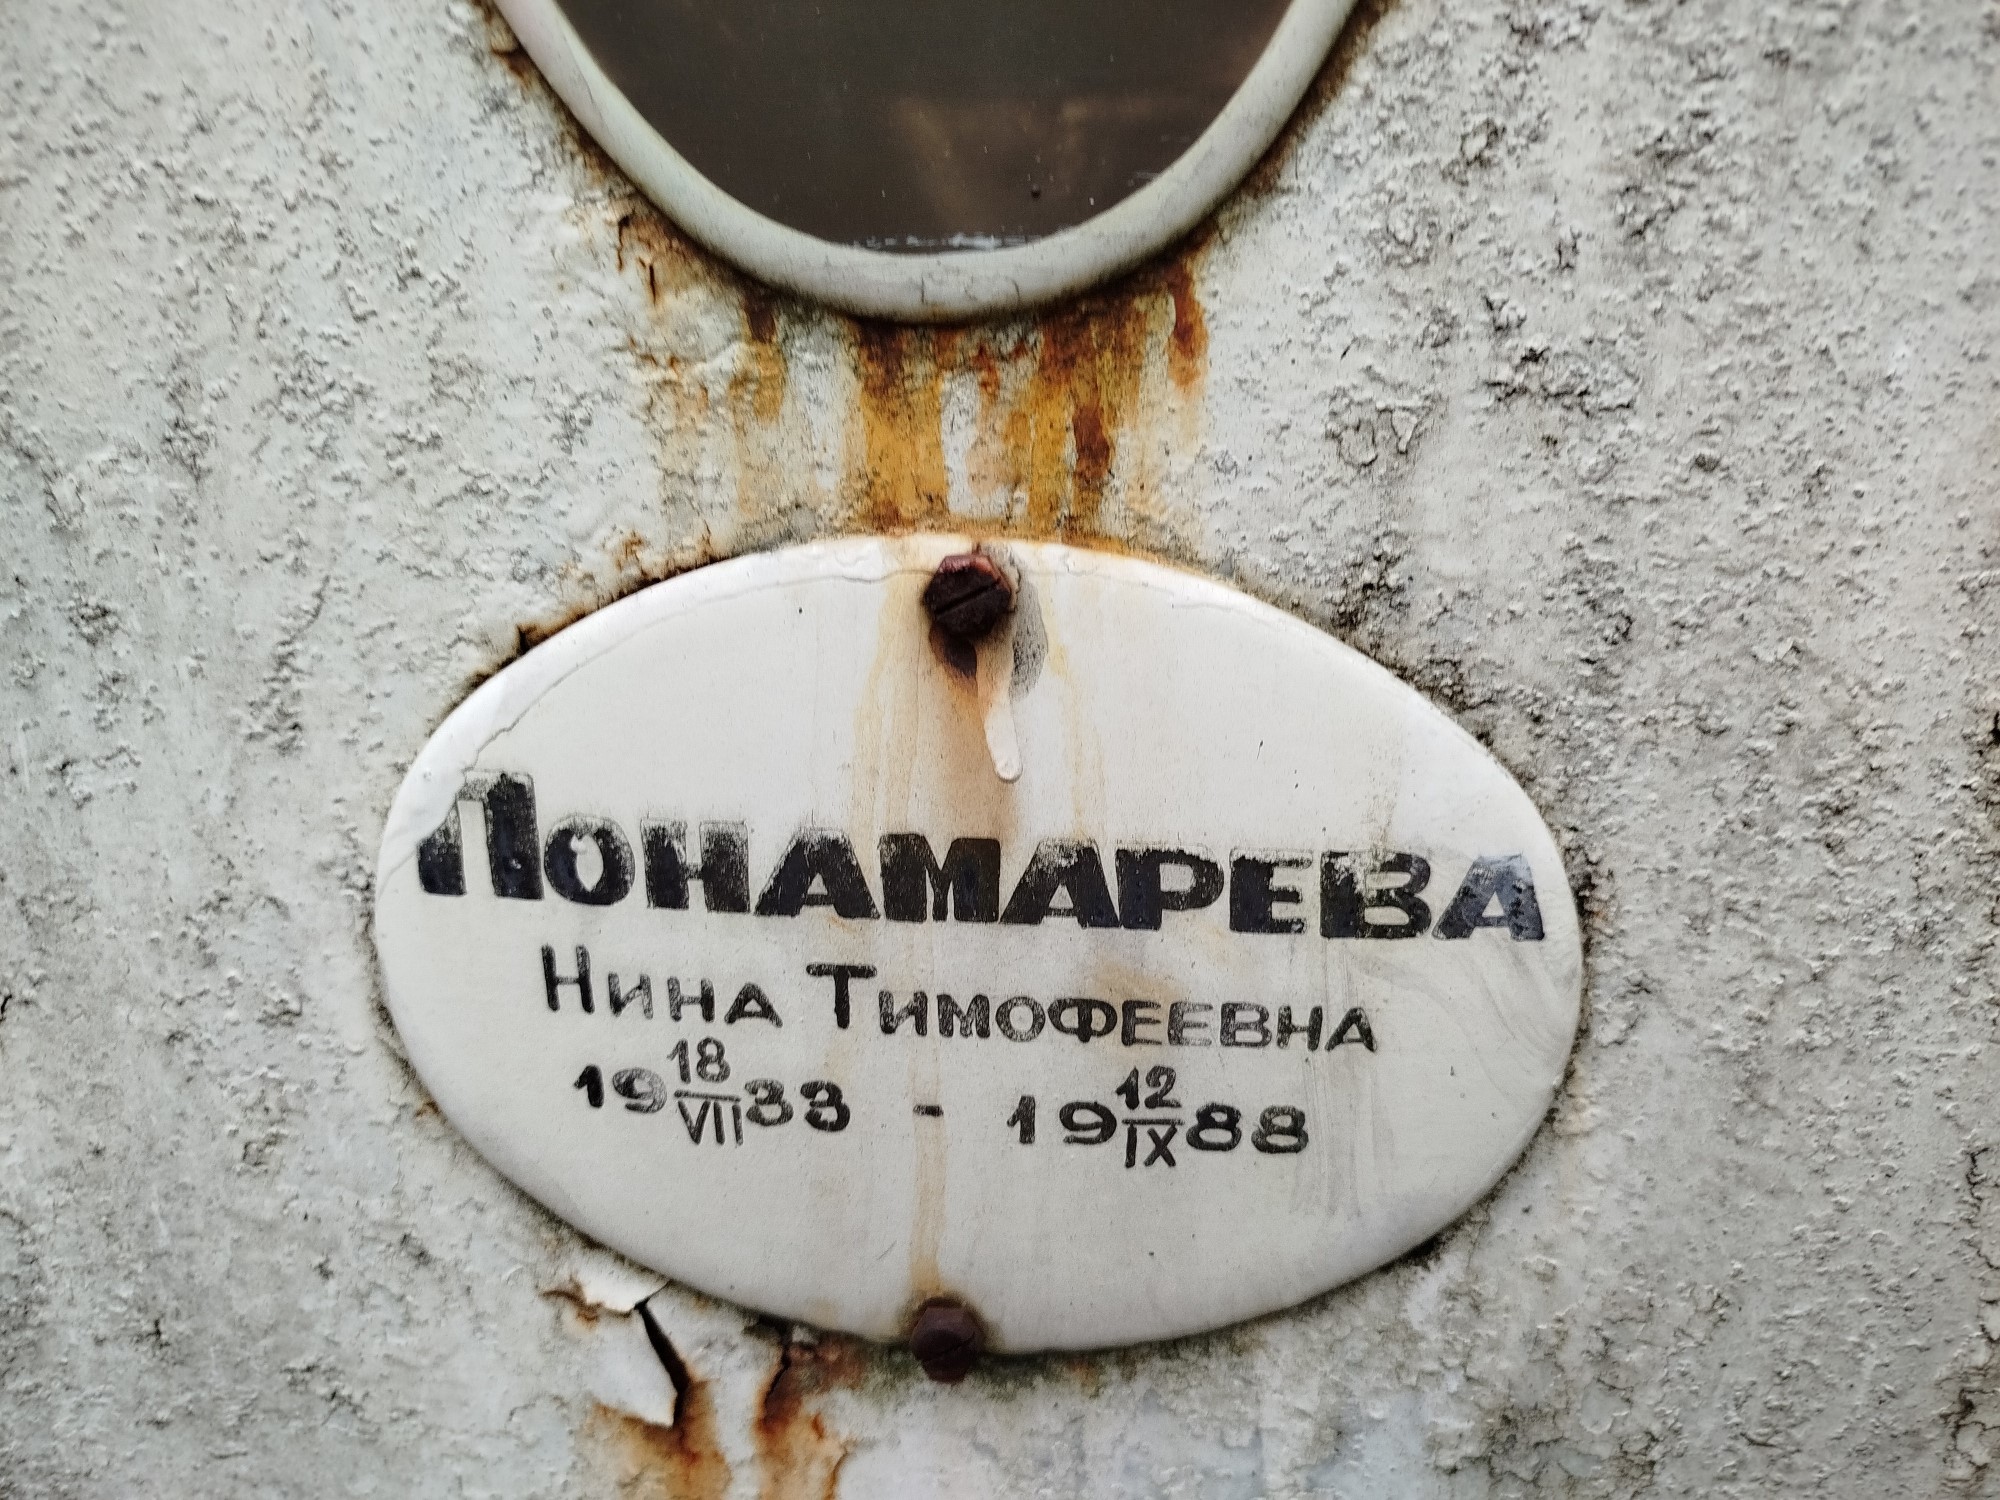 Понамарева
Нина Тимофеевна
19 18/VII 33 - 19 12/IX 88